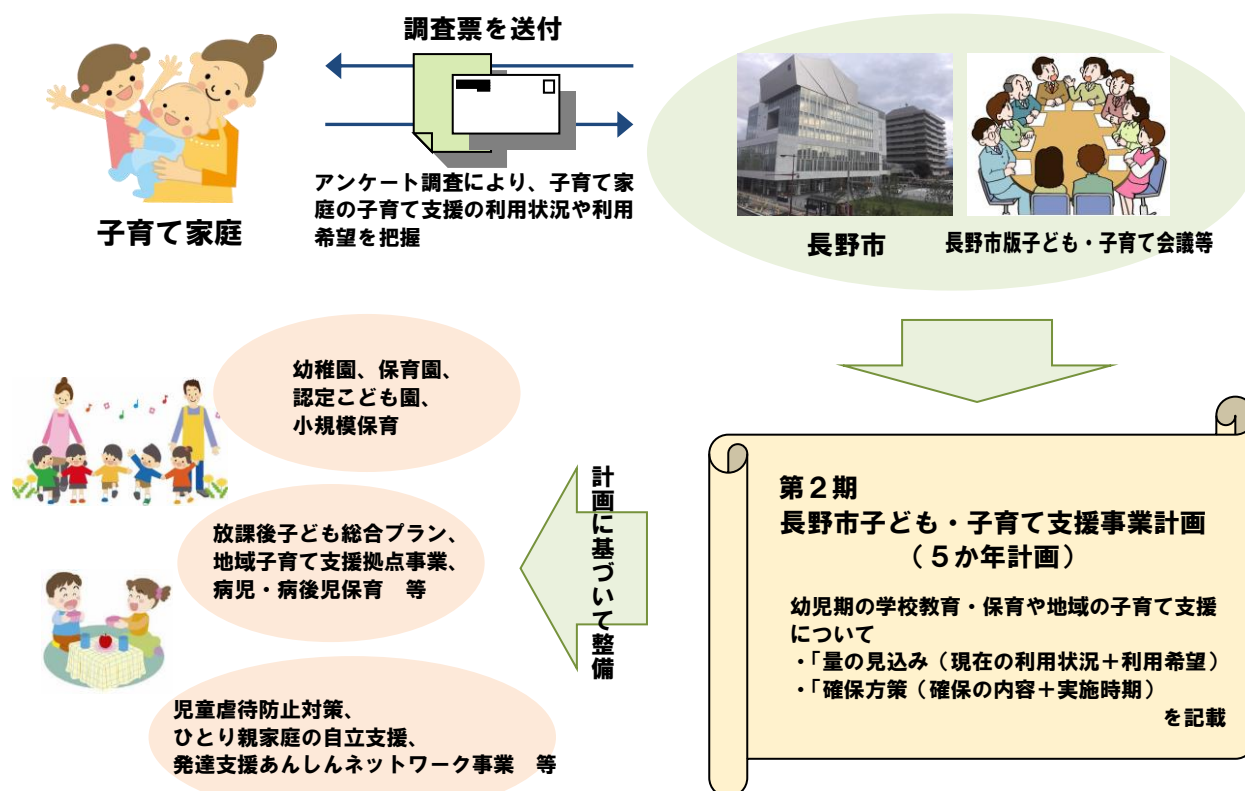 調査票を送付
アンケート調査により、子育て家
庭の子育て支援の利用状況や利用
希望を把握
子育て家庭
長野市
長野市版子ども・子育て会議等
第２期
長野市子ども・子育て支援事業計画
（５か年計画）
幼児期の学校教育・保育や地域の子育て支援
について
・「量の見込み（現在の利用状況＋利用希望）
・「確保方策（確保の内容＋実施時期）
を記載
計画に基づいて整備
幼稚園、保育園、
認定こども園、
小規模保育
放課後子ども総合プラン、
地域子育て支援拠点事業、
病児・病後児保育　等
児童虐待防止対策、
ひとり親家庭の自立支援、
発達支援あんしんネットワーク事業　等